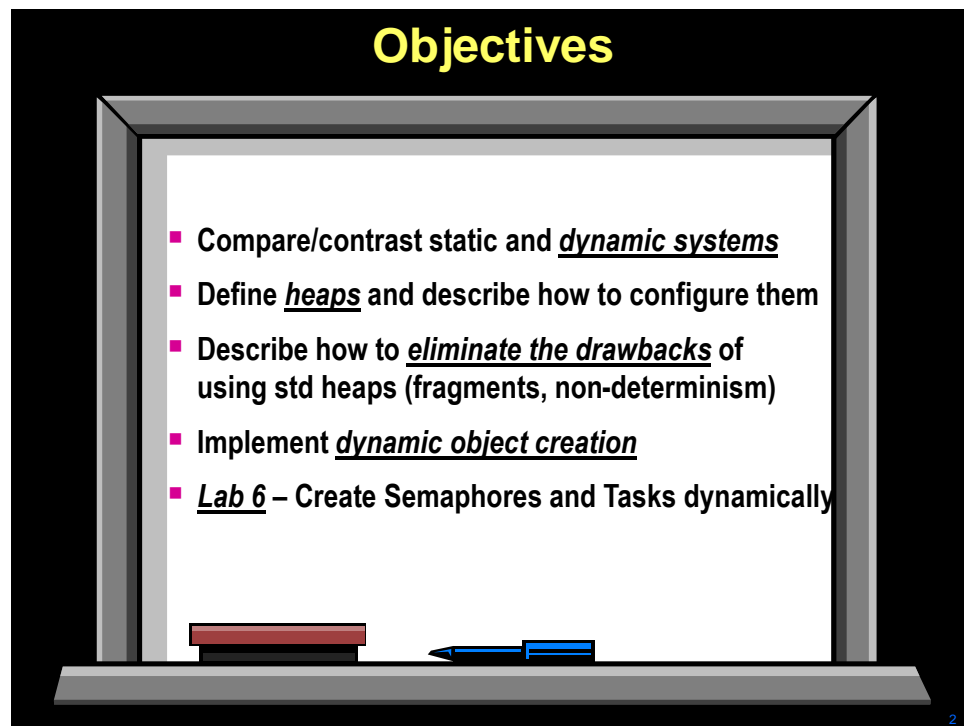 Objectives
▪ Compare/contrast static and dynamic systems
▪ Define heaps and describe how to configure them
▪ Describe how to eliminate the drawbacks of
using std heaps (fragments, non-determinism)
▪ Implement dynamic object creation
▪ Lab 6 – Create Semaphores and Tasks dynamically
2